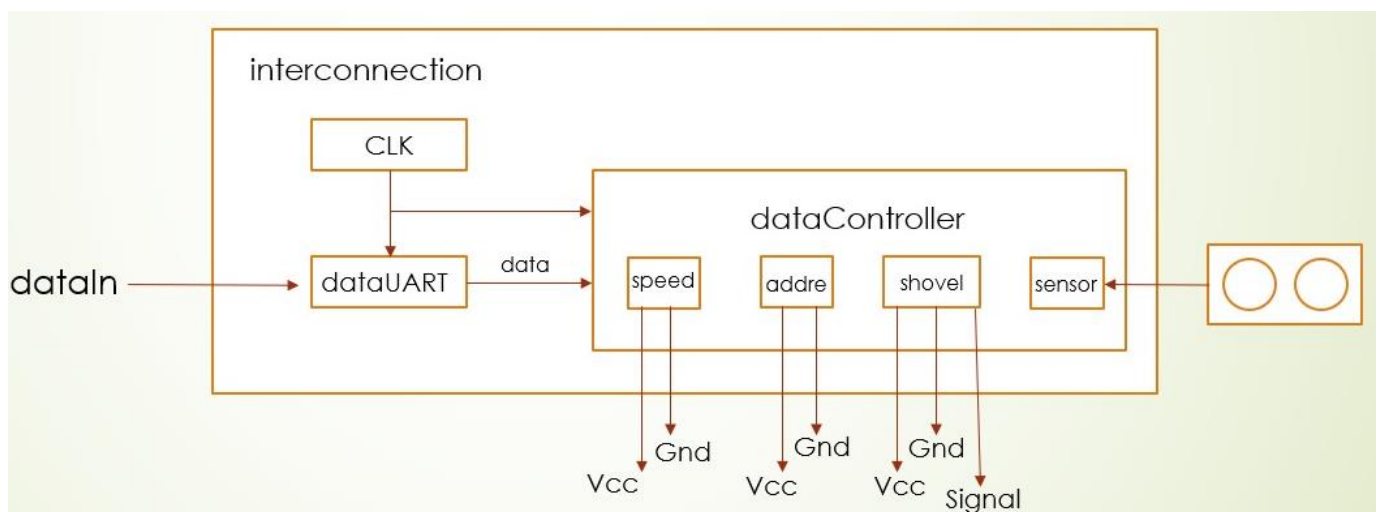 interconnection
CLK
dataController
dataIn
dataUART
data
speed
addre
shovel
sensor
Vcc
Gnd
Vcc
Gnd
Vcc
Gnd
Signal